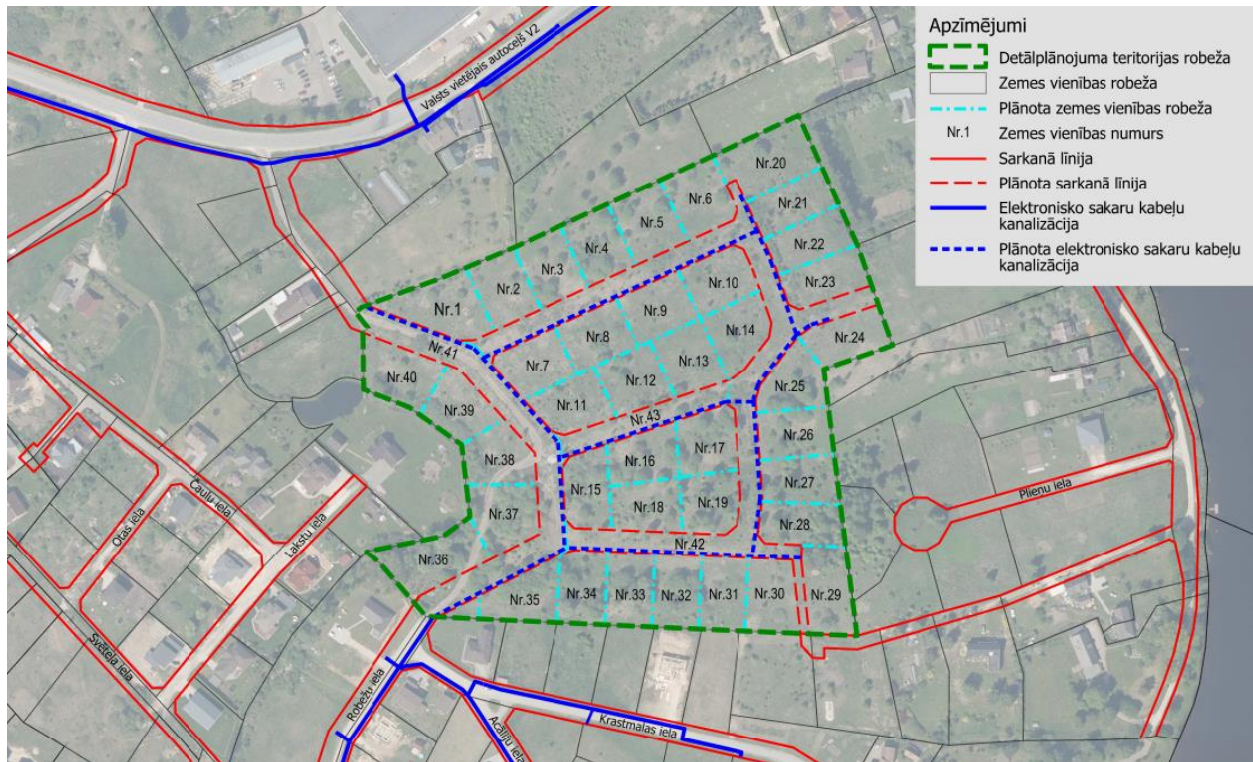 Apzīmējumi
Detālplānojuma teritorijas robeža
Zemes vienības robeža
Plānota zemes vienības robeža
Nr.1 Zemes vienības numurs
Sarkanā līnija
Plānota sarkanā līnija
Elektronisko sakaru kabeļu
kanalizācija
Plānota elektronisko sakaru kabeļu
kanalizācija
Valsts vietējais autoceļš V2
Nr.20
Nr.6
Nr.21
Nr.5
Nr.4
Nr.22
Nr.3
Nr.2
Nr.10
Nr.23
Nr.1
Nr.9
Nr.8
Nr.14
Nr.24
Nr.41
Nr.7
Nr.13
Nr.40
Nr.12
Nr.25
Nr.39
Nr.11
Nr.43
Nr.26
Nr.17
Nr.38
Nr.16
Nr.27
Nr.15
Nr.19
Nr.37
Nr.18
Nr.28
Nr.42
Nr.36
Nr.35
Nr.34
Nr.33
Nr.32
Nr.31
Nr.30
Nr.29
Plienu iela
Čaulu iela
Otas iela
Lakstu iela
Svēteļa iela
Robežu iela
Krastmalas iela